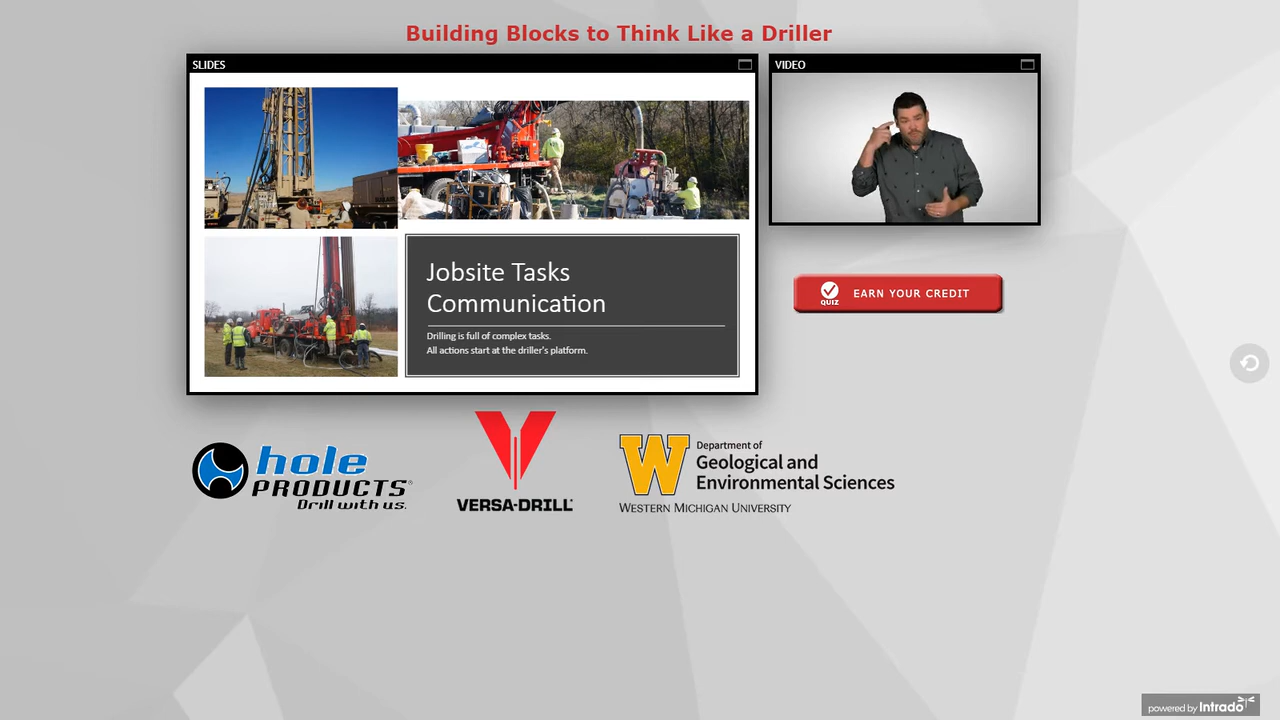 Building Blocks to Think Like a Driller
SLIDES
VIDEO
Jobsite Tasks
Communication
Drilling is full of complex tasks.
All actions start at the driller's platform.
QUIZ
EARN YOUR CREDIT
hole
PRODUCTS®
Drill with us.
VERSA-DRILL
W
Department of
Geological and
Environmental Sciences
WESTERN MICHIGAN UNIVERSITY
powered by intrado